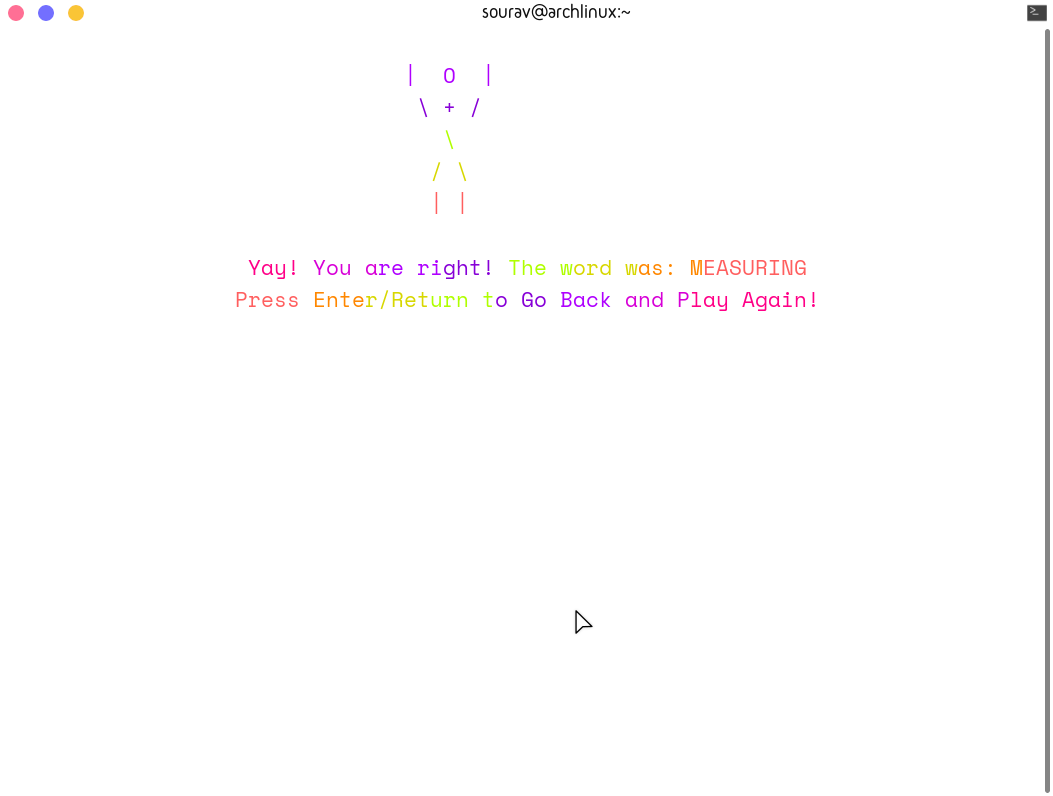 sourav@archlinux:~
|  O  |
\ + /
\
/ \
| |
Yay! You are right! The word was: MEASURING
Press Enter/Return to Go Back and Play Again!